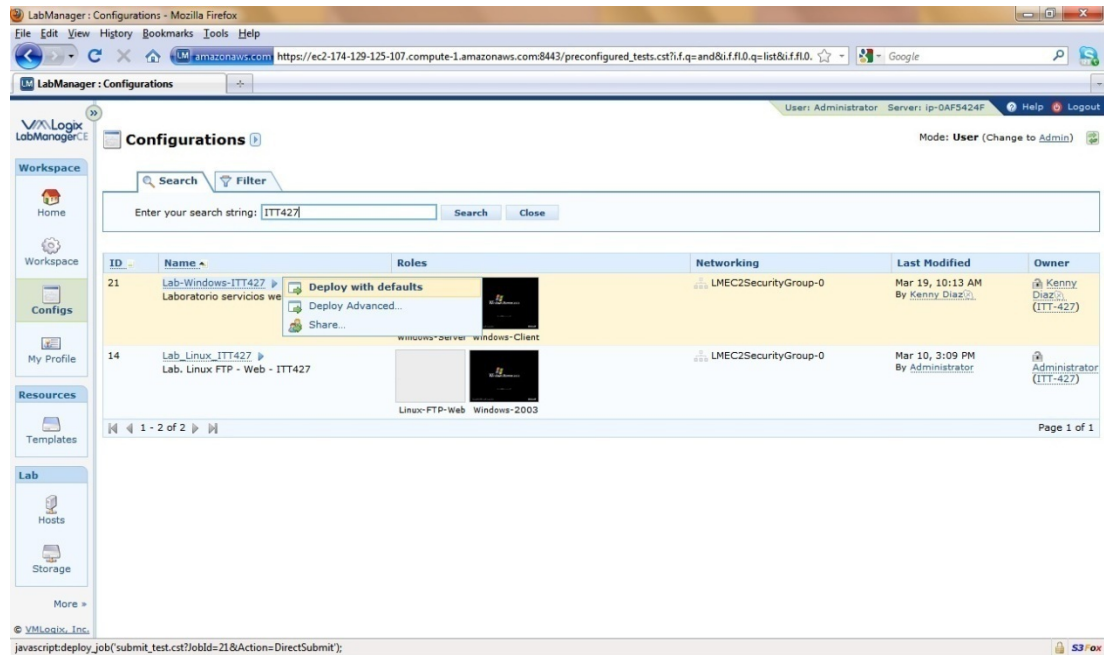 LabManager : Configurations - Mozilla Firefox
File Edit View History Bookmarks Tools Help
LM amazonaws.com https://ec2-174-129-125-107.compute-1.amazonaws.com:8443/preconfigured_tests.cst?i.f.q=and&i.f.fl.0.q=list&i.f.fl.0. Google
LM LabManager : Configurations
User: Administrator Server: ip-0AF5424F Help Logout
VMLogix
LabManagerCE
Configurations
Mode: User (Change to Admin)
Workspace
Home
Workspace
Configs
My Profile
Resources
Templates
Lab
Hosts
Storage
More »
© VMLogix, Inc.
Search Filter
Enter your search string: ITT427 Search Close
ID Name Roles Networking Last Modified Owner
21 Lab-Windows-ITT427 LMEC2SecurityGroup-0 Mar 19, 10:13 AM Kenny
Laboratorio servicios we By Kenny Diaz Diaz
(ITT-427)
Deploy with defaults
Deploy Advanced...
Share...
Windows-Server Windows-Client
14 Lab_Linux_ITT427 LMEC2SecurityGroup-0 Mar 10, 3:09 PM
Lab. Linux FTP - Web - ITT427 By Administrator Administrator
(ITT-427)
Linux-FTP-Web Windows-2003
1 - 2 of 2 Page 1 of 1
javascript:deploy_job('submit_test.cst?JobId=21&Action=DirectSubmit'); S3Fox